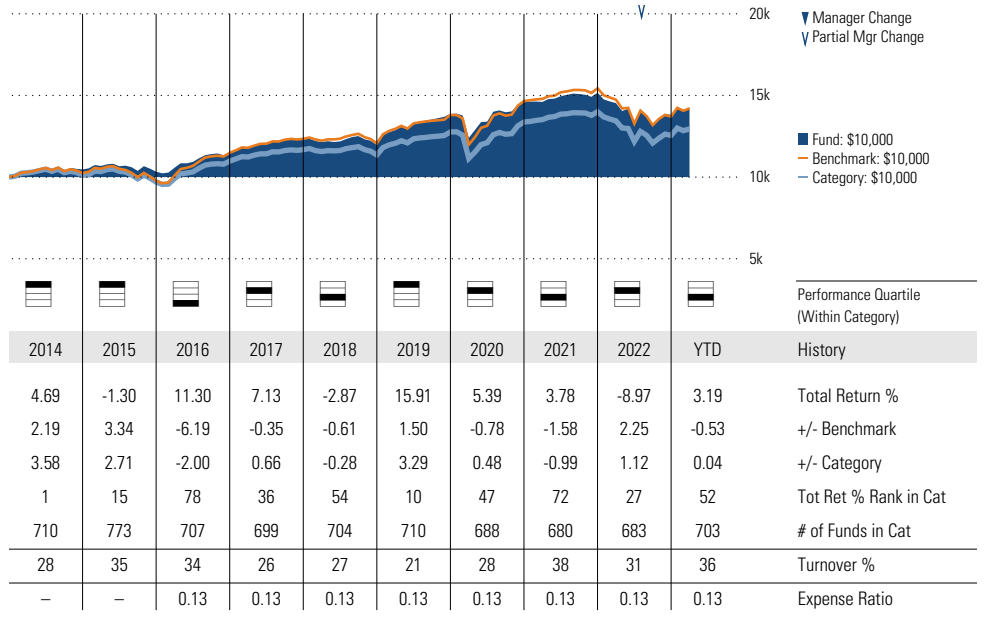 20k
▼ Manager Change
∨ Partial Mgr Change
15k
Fund: $10,000
Benchmark: $10,000
Category: $10,000
10k
5k
Performance Quartile
(Within Category)
2014 2015 2016 2017 2018 2019 2020 2021 2022 YTD History
4.69 -1.30 11.30 7.13 -2.87 15.91 5.39 3.78 -8.97 3.19 Total Return %
2.19 3.34 -6.19 -0.35 -0.61 1.50 -0.78 -1.58 2.25 -0.53 +/- Benchmark
3.58 2.71 -2.00 0.66 -0.28 3.29 0.48 -0.99 1.12 0.04 +/- Category
1 15 78 36 54 10 47 72 27 52 Tot Ret % Rank in Cat
710 773 707 699 704 710 688 680 683 703 # of Funds in Cat
28 35 34 26 27 21 28 38 31 36 Turnover %
– – 0.13 0.13 0.13 0.13 0.13 0.13 0.13 0.13 Expense Ratio